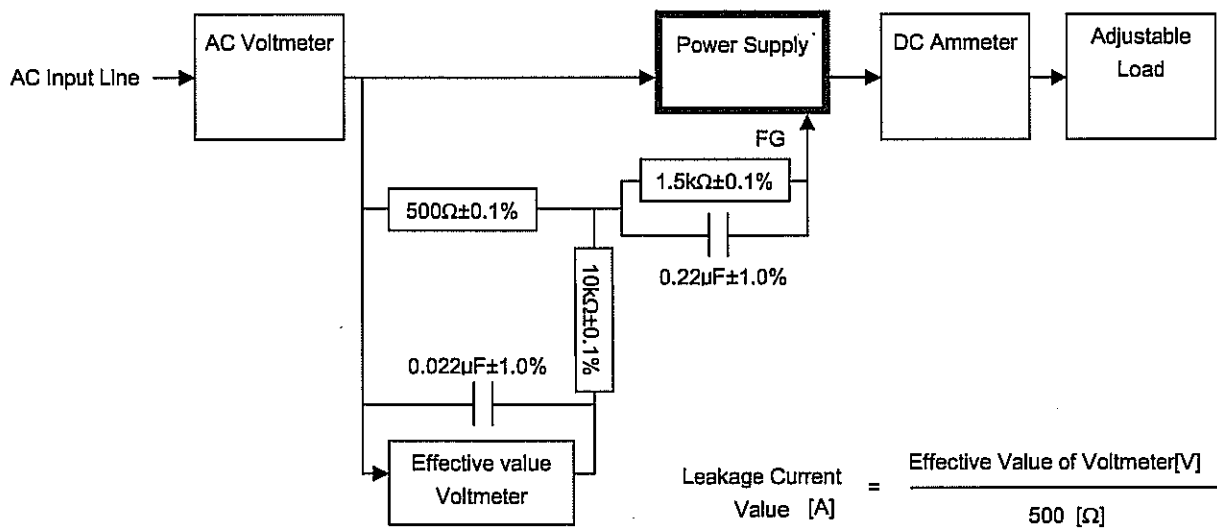 AC Voltmeter
Power Supply
DC Ammeter
Adjustable
Load
AC Input Line
FG
1.5kΩ±0.1%
500Ω±0.1%
0.22µF±1.0%
10kΩ±0.1%
0.022µF±1.0%
Effective value
Voltmeter
Leakage Current
Value [A]
=
Effective Value of Voltmeter[V]
500 [Ω]